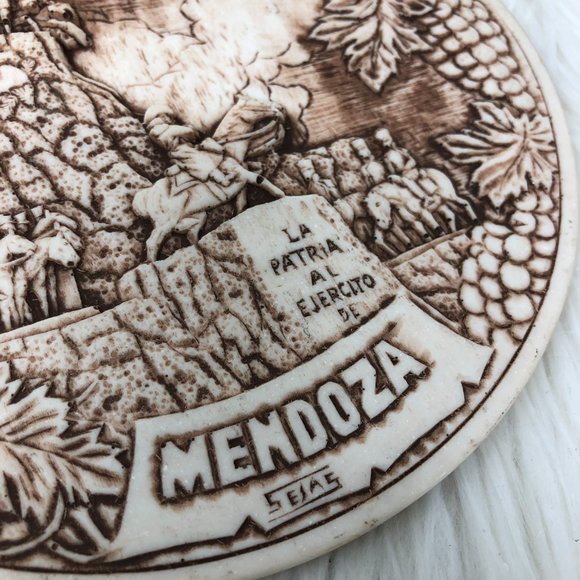 LA
PATRIA
AL
EJERCITO
DE
MENDOZA
SEJAS